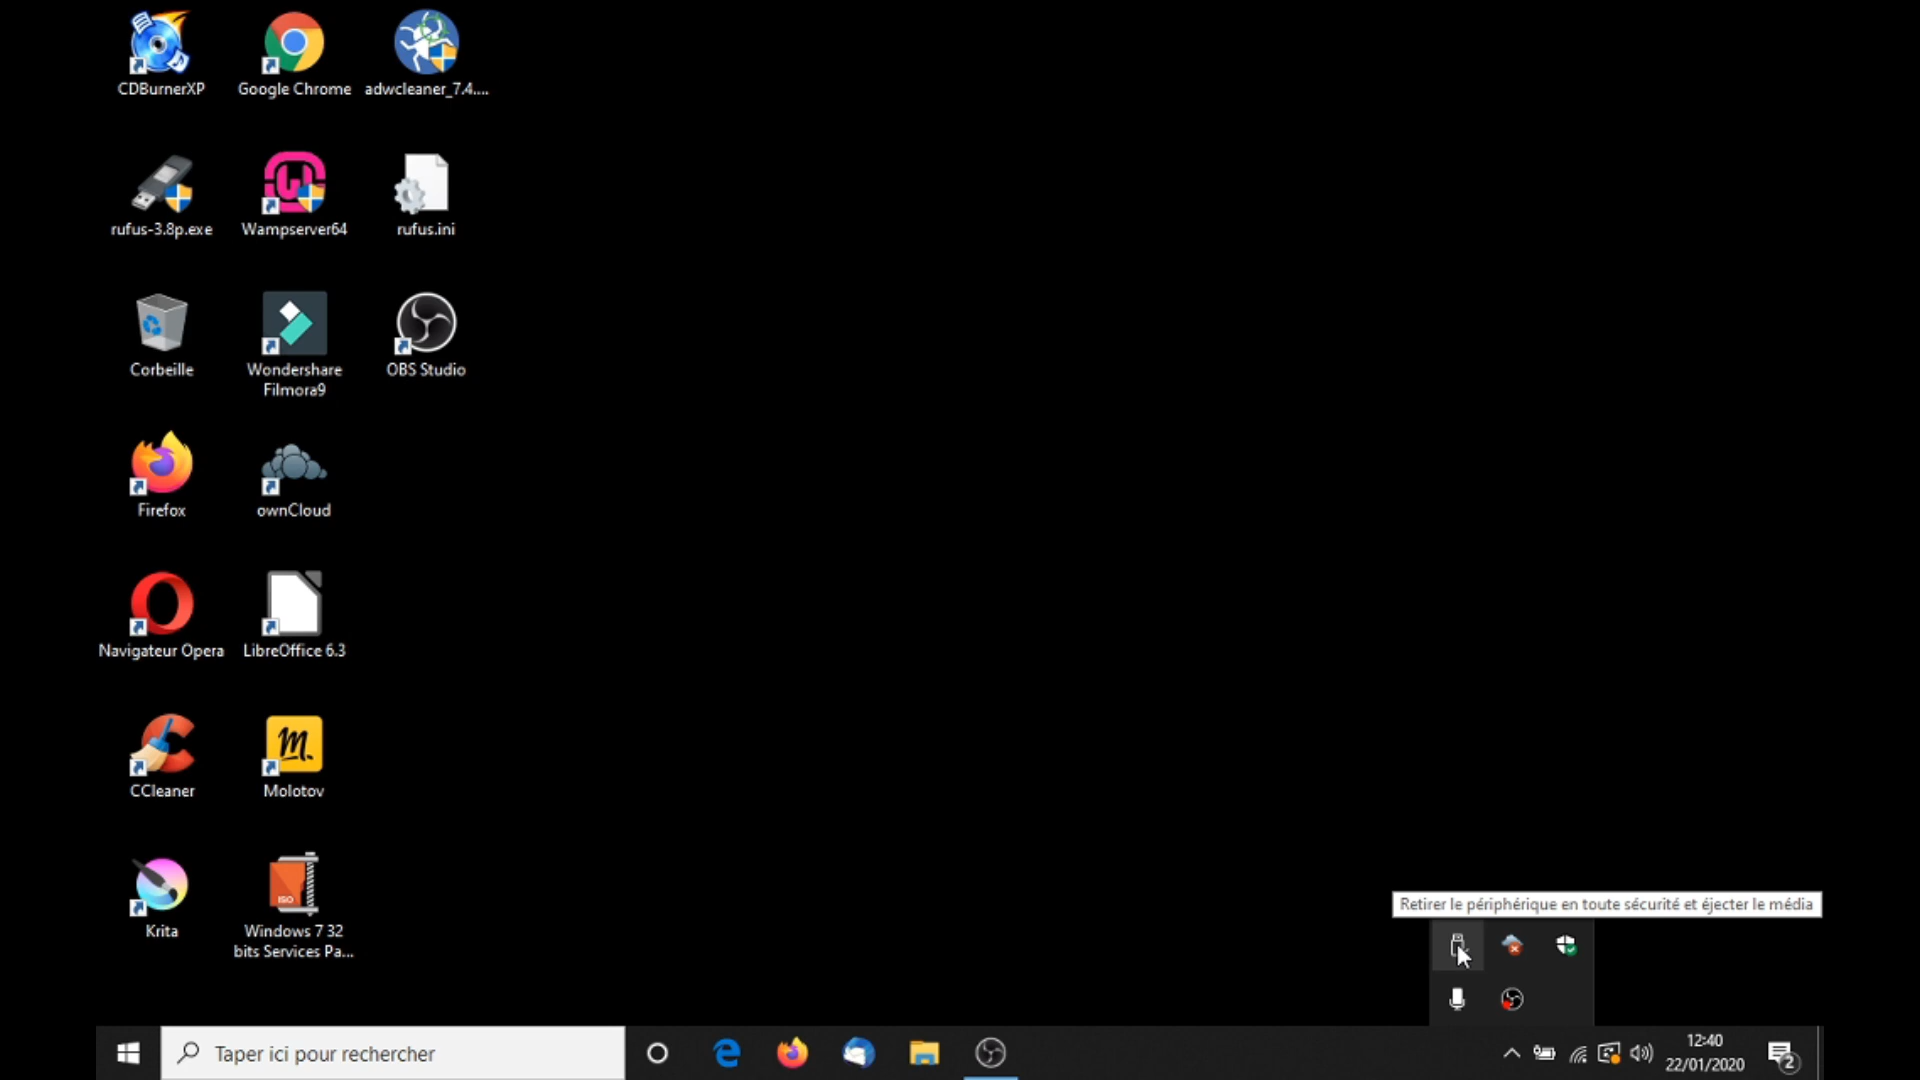 CDBurnerXP
Google Chrome
adwcleaner_7.4....
rufus-3.8p.exe
Wampserver64
rufus.ini
Corbeille
Wondershare
Filmora9
OBS Studio
Firefox
ownCloud
Navigateur Opera
LibreOffice 6.3
CCleaner
m.
Molotov
Krita
ISO
Windows 7 32
bits Services Pa...
Retirer le périphérique en toute sécurité et éjecter le média
Taper ici pour rechercher
12:40
22/01/2020
2